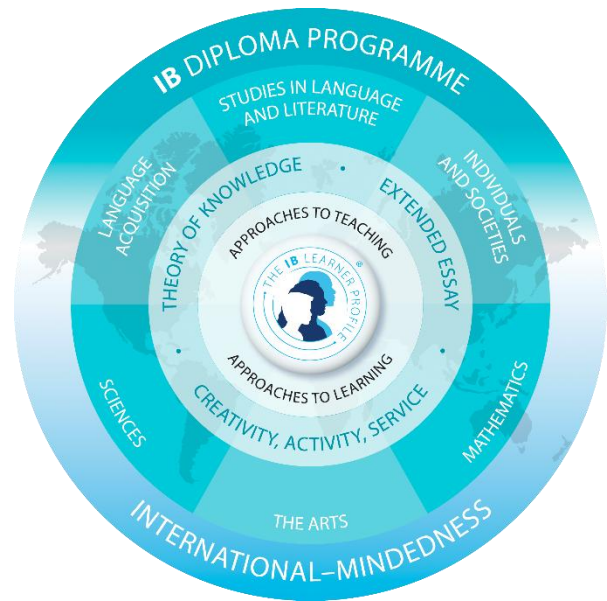 IB DIPLOMA PROGRAMME
STUDIES IN LANGUAGE
AND LITERATURE
LANGUAGE
ACQUISITION
INDIVIDUALS
AND SOCIETIES
THEORY OF KNOWLEDGE
•
EXTENDED ESSAY
APPROACHES TO TEACHING
THE IB LEARNER PROFILE
®
APPROACHES TO LEARNING
•
CREATIVITY, ACTIVITY, SERVICE
•
SCIENCES
MATHEMATICS
THE ARTS
INTERNATIONAL–MINDEDNESS